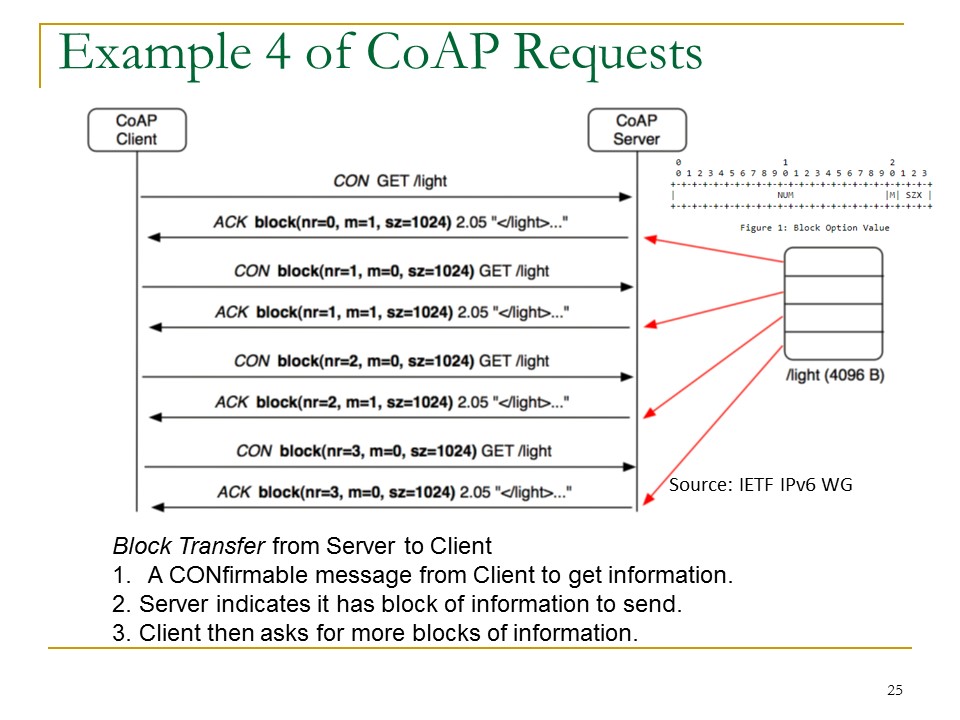 Example 4 of CoAP Requests
CoAP
Client
CoAP
Server
CON GET /light
ACK block(nr=0, m=1, sz=1024) 2.05 "</light>..."
CON block(nr=1, m=0, sz=1024) GET /light
ACK block(nr=1, m=1, sz=1024) 2.05 "</light>..."
CON block(nr=2, m=0, sz=1024) GET /light
ACK block(nr=2, m=1, sz=1024) 2.05 "</light>..."
CON block(nr=3, m=0, sz=1024) GET /light
ACK block(nr=3, m=0, sz=1024) 2.05 "</light>..."
0 1 2
0 1 2 3 4 5 6 7 8 9 0 1 2 3 4 5 6 7 8 9 0 1 2 3
+-+-+-+-+-+-+-+-+-+-+-+-+-+-+-+-+-+-+-+-+-+-+-+-+
| NUM |M| SZX |
+-+-+-+-+-+-+-+-+-+-+-+-+-+-+-+-+-+-+-+-+-+-+-+-+
Figure 1: Block Option Value
/light (4096 B)
Source: IETF IPv6 WG
Block Transfer from Server to Client
1. A CONfirmable message from Client to get information.
2. Server indicates it has block of information to send.
3. Client then asks for more blocks of information.
25